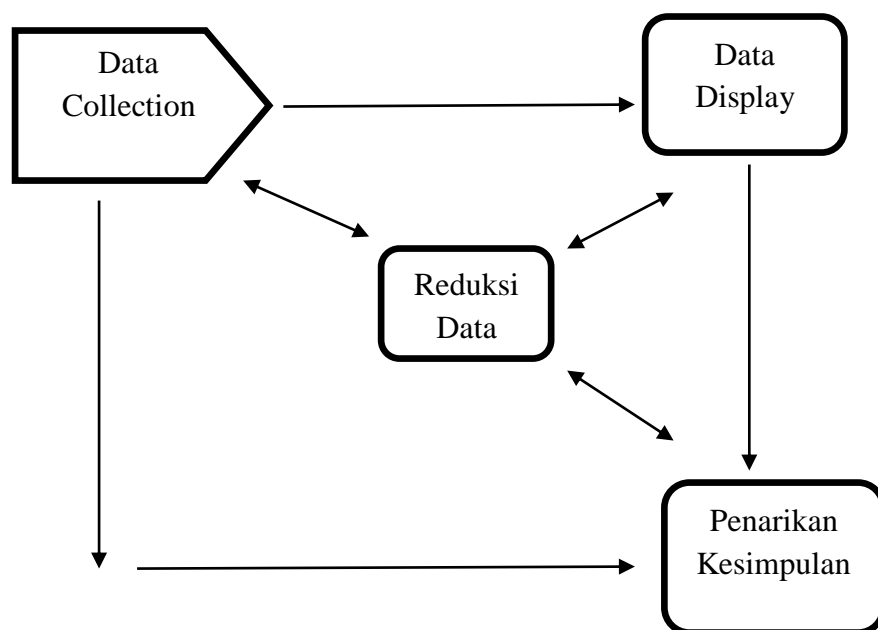 Data
Collection
Data
Display
Reduksi
Data
Penarikan
Kesimpulan